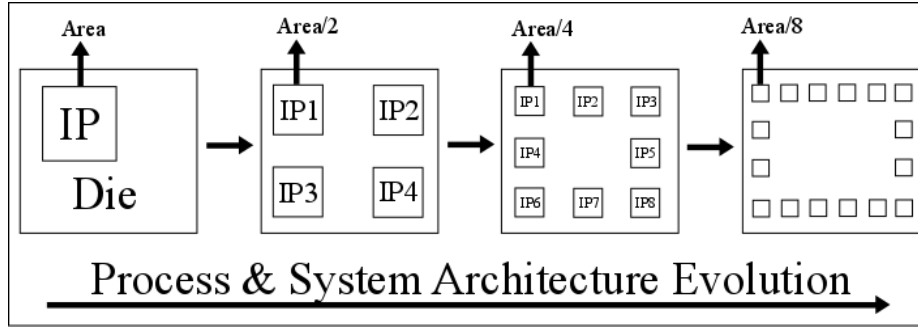 Area
Area/2
Area/4
Area/8
IP
Die
IP1
IP2
IP3
IP4
IP1
IP2
IP3
IP4
IP5
IP6
IP7
IP8
Process & System Architecture Evolution